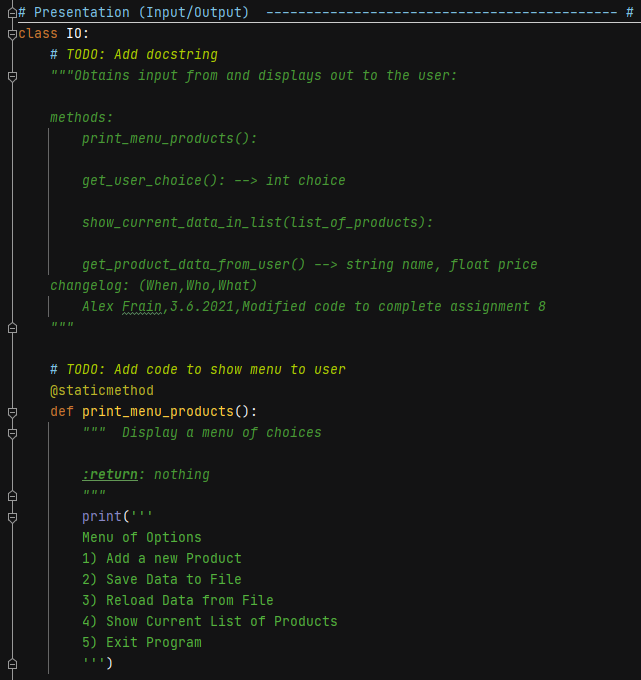 # Presentation (Input/Output)  -------------------------------------------- #
class IO:
    # TODO: Add docstring
    """Obtains input from and displays out to the user:

    methods:
        print_menu_products():

        get_user_choice(): --> int choice

        show_current_data_in_list(list_of_products):

        get_product_data_from_user() --> string name, float price
    changelog: (When,Who,What)
        Alex Frain,3.6.2021,Modified code to complete assignment 8
    """

    # TODO: Add code to show menu to user
    @staticmethod
    def print_menu_products():
        """  Display a menu of choices

        :return: nothing
        """
        print('''
        Menu of Options
        1) Add a new Product
        2) Save Data to File
        3) Reload Data from File
        4) Show Current List of Products
        5) Exit Program
        ''')